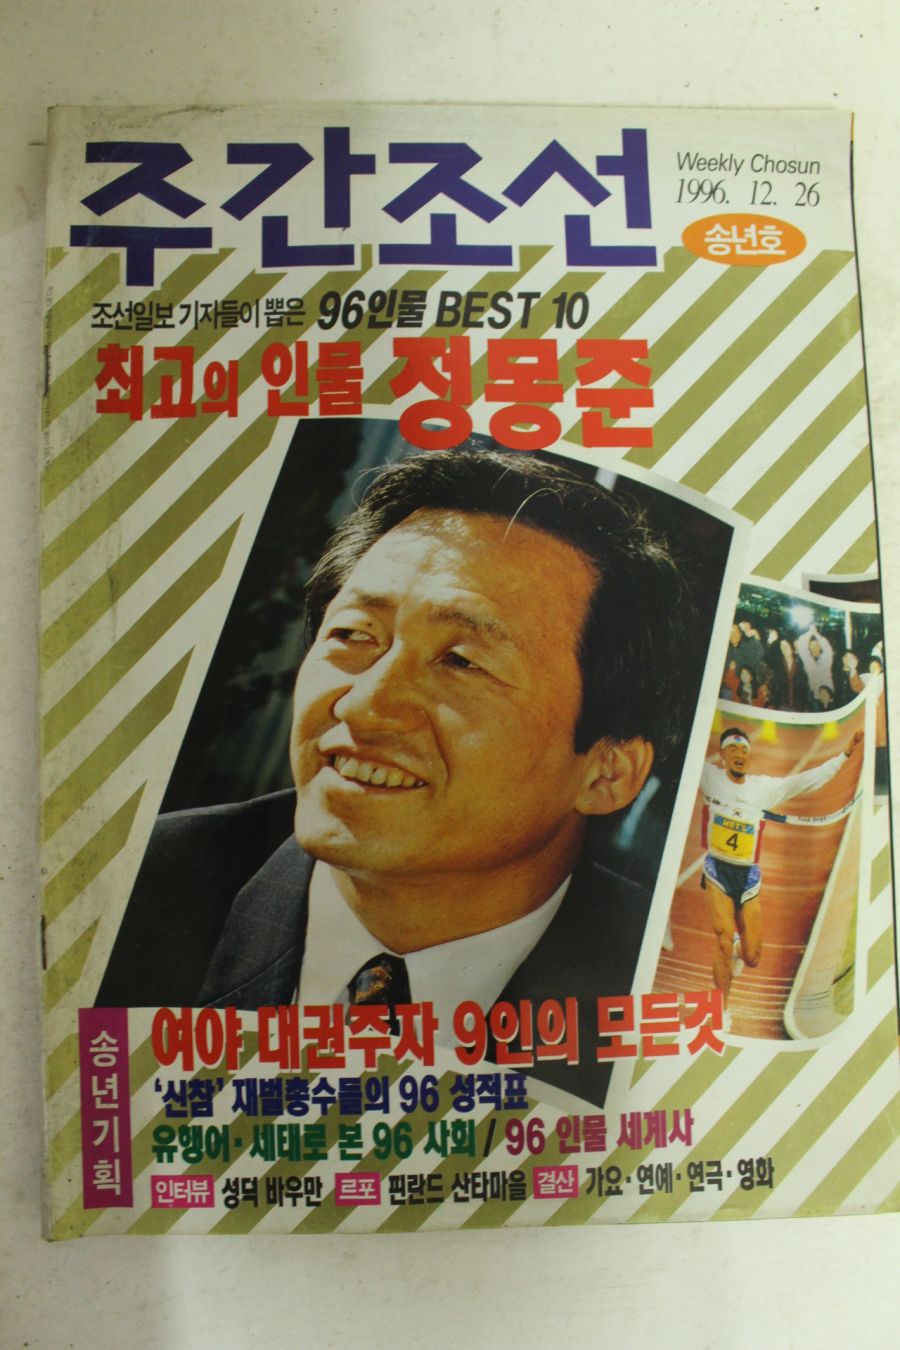 주간조선
Weekly Chosun
1996. 12. 26
송년호
조선일보 기자들이 뽑은 96인물 BEST 10
최고의 인물 정몽준
4
송년기획
여야 대권주자 9인의 모든것
‘신참’ 재벌총수들의 96 성적표
유행어·세태로 본 96 사회 / 96 인물 세계사
인터뷰 성덕 바우만 르포 핀란드 산타마을 결산 가요·연예·연극·영화